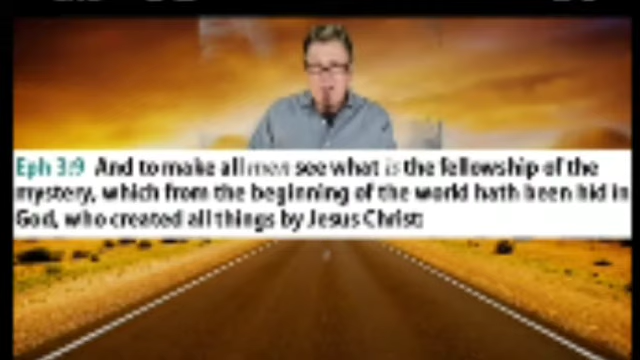 Eph 3:9 And to make all men see what is the fellowship of the
mystery, which from the beginning of the world hath been hid in
God, who created all things by Jesus Christ: